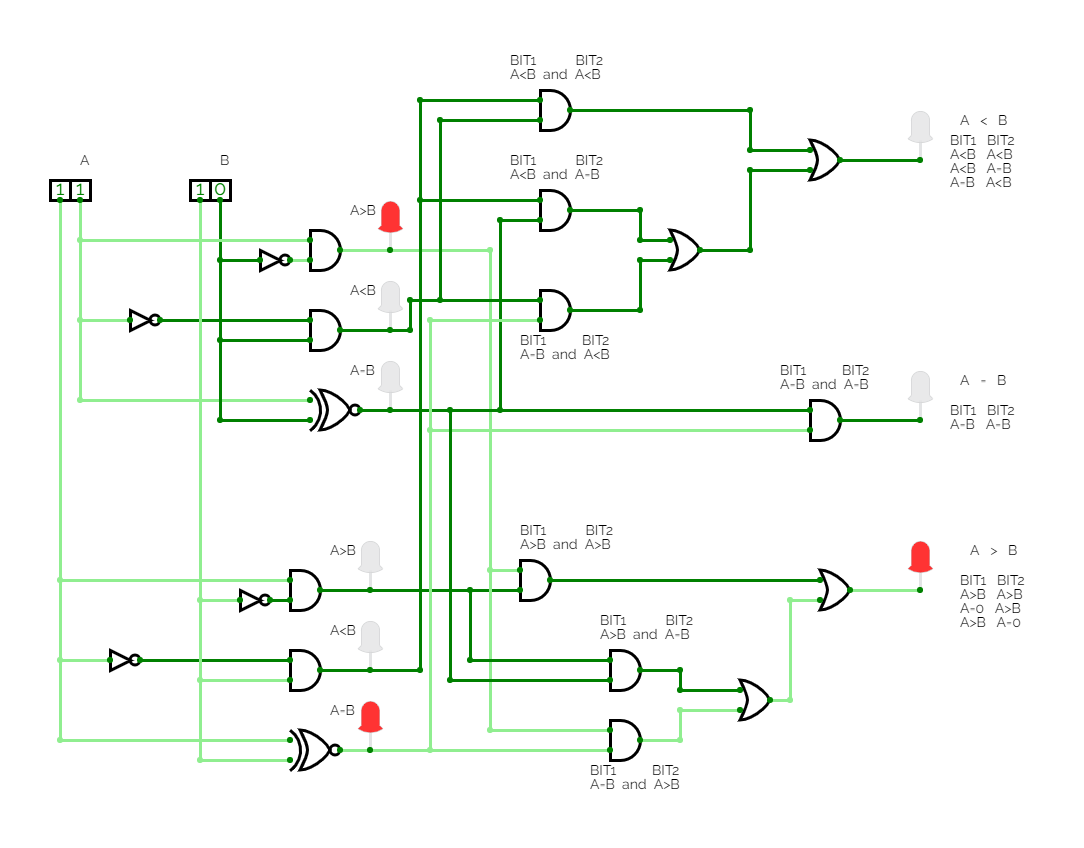 BIT1 BIT2
A<B and A<B
A < B
BIT1 BIT2
A<B A<B
A<B A-B
A-B A<B
A
B
1 1
1 0
BIT1 BIT2
A<B and A-B
A>B
A<B
BIT1 BIT2
A-B and A<B
A-B
BIT1 BIT2
A-B and A-B
A - B
BIT1 BIT2
A-B A-B
BIT1 BIT2
A>B and A>B
A>B
A > B
BIT1 BIT2
A>B A>B
A-0 A>B
A>B A-0
BIT1 BIT2
A>B and A-B
A<B
A-B
BIT1 BIT2
A-B and A>B